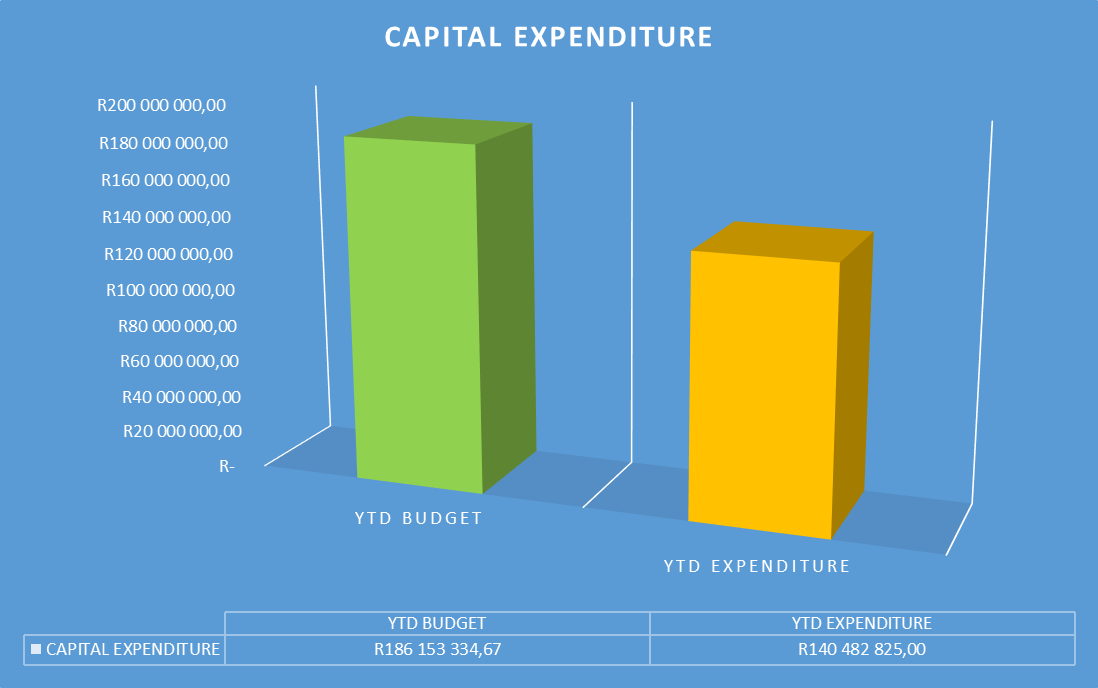 CAPITAL EXPENDITURE
R200 000 000,00
R180 000 000,00
R160 000 000,00
R140 000 000,00
R120 000 000,00
R100 000 000,00
R80 000 000,00
R60 000 000,00
R40 000 000,00
R20 000 000,00
R-
YTD BUDGET
YTD EXPENDITURE
YTD BUDGET YTD EXPENDITURE
CAPITAL EXPENDITURE R186 153 334,67 R140 482 825,00